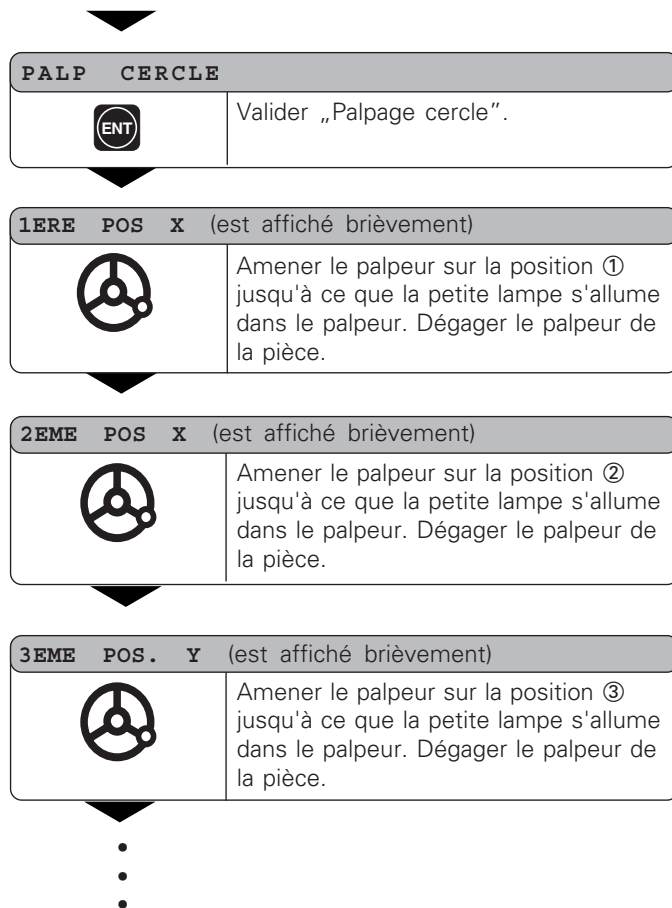 PALP CERCLE
ENT
Valider „Palpage cercle”.
1ERE POS X (est affiché brièvement)
Amener le palpeur sur la position ①
jusqu'à ce que la petite lampe s'allume
dans le palpeur. Dégager le palpeur de
la pièce.
2EME POS X (est affiché brièvement)
Amener le palpeur sur la position ②
jusqu'à ce que la petite lampe s'allume
dans le palpeur. Dégager le palpeur de
la pièce.
3EME POS. Y (est affiché brièvement)
Amener le palpeur sur la position ③
jusqu'à ce que la petite lampe s'allume
dans le palpeur. Dégager le palpeur de
la pièce.